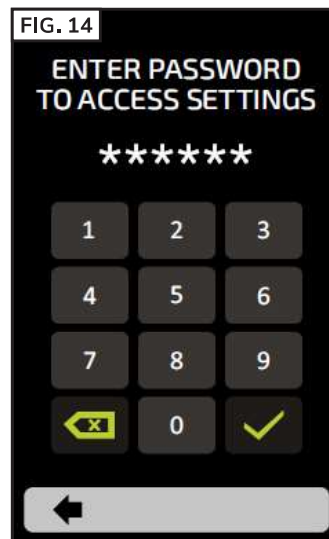 FIG. 14
ENTER PASSWORD
TO ACCESS SETTINGS
******
1 2 3
4 5 6
7 8 9
0